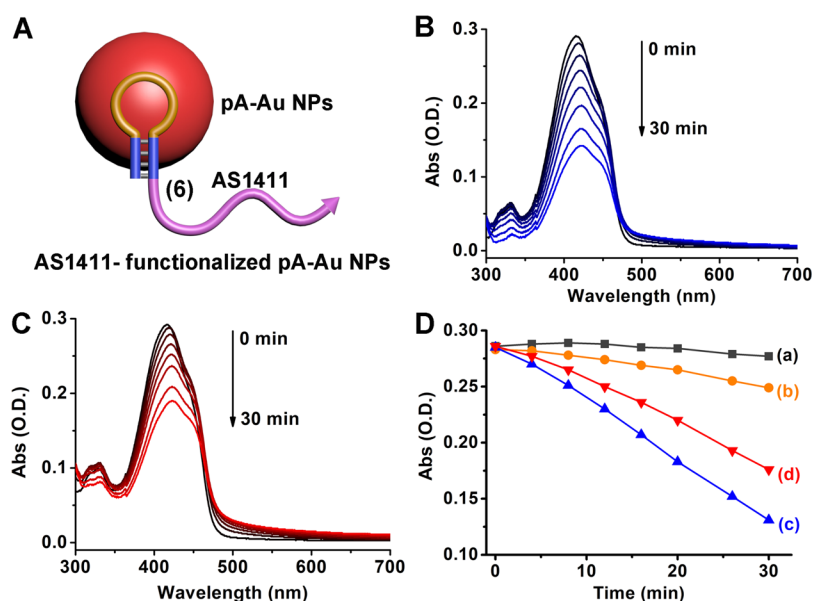 A
pA-Au NPs
(6)
AS1411
AS1411- functionalized pA-Au NPs
B
0.3
0.2
0.1
0.0
Abs (O.D.)
0 min
30 min
300 400 500 600 700
Wavelength (nm)
C
0.3
0.2
0.1
0.0
Abs (O.D.)
0 min
30 min
300 400 500 600 700
Wavelength (nm)
D
0.30
0.25
0.20
0.15
0.10
Abs (O.D.)
(a)
(b)
(d)
(c)
0 10 20 30
Time (min)